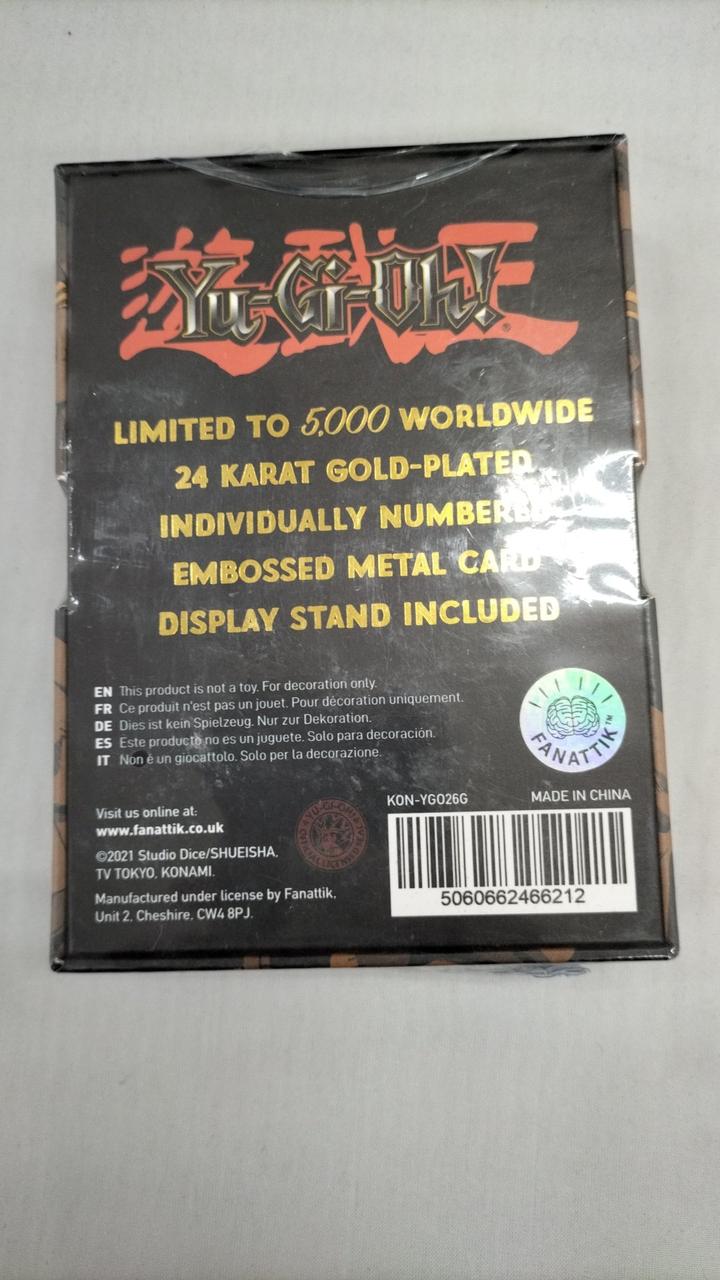 遊戯王
Yu-Gi-Oh!®
LIMITED TO 5,000 WORLDWIDE
24 KARAT GOLD-PLATED
INDIVIDUALLY NUMBERED
EMBOSSED METAL CARD
DISPLAY STAND INCLUDED
EN This product is not a toy. For decoration only.
FR Ce produit n'est pas un jouet. Pour décoration uniquement.
DE Dies ist kein Spielzeug. Nur zur Dekoration.
ES Este producto no es un juguete. Solo para decoración.
IT Non è un giocattolo. Solo per la decorazione.
FANATTIK™
Visit us online at:
www.fanattik.co.uk
©2021 Studio Dice/SHUEISHA,
TV TOKYO, KONAMI.
Manufactured under license by Fanattik,
Unit 2, Cheshire, CW4 8PJ.
KON-YGO26G MADE IN CHINA
5060662466212